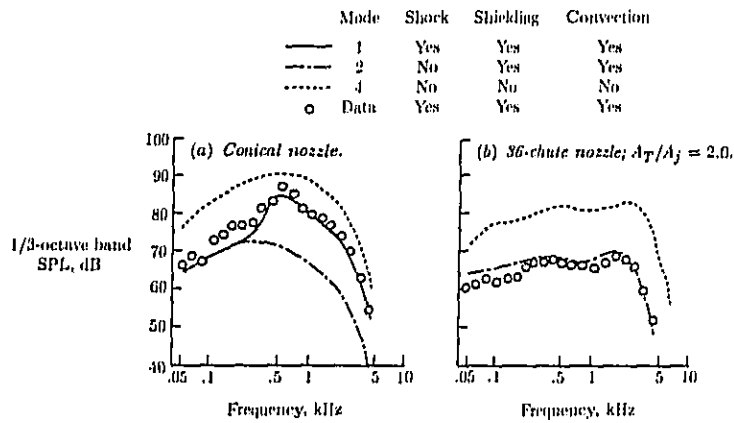 Mode Shock Shielding Convection
1 Yes Yes Yes
2 No Yes Yes
4 No No No
Data Yes Yes Yes
(a) Conical nozzle.
(b) 36-chute nozzle; A_T/A_j = 2.0.
1/3-octave band
SPL, dB
100
90
80
70
60
50
40
.05 .1 .5 1 5 10
Frequency, kHz
.05 .1 .5 1 5 10
Frequency, kHz